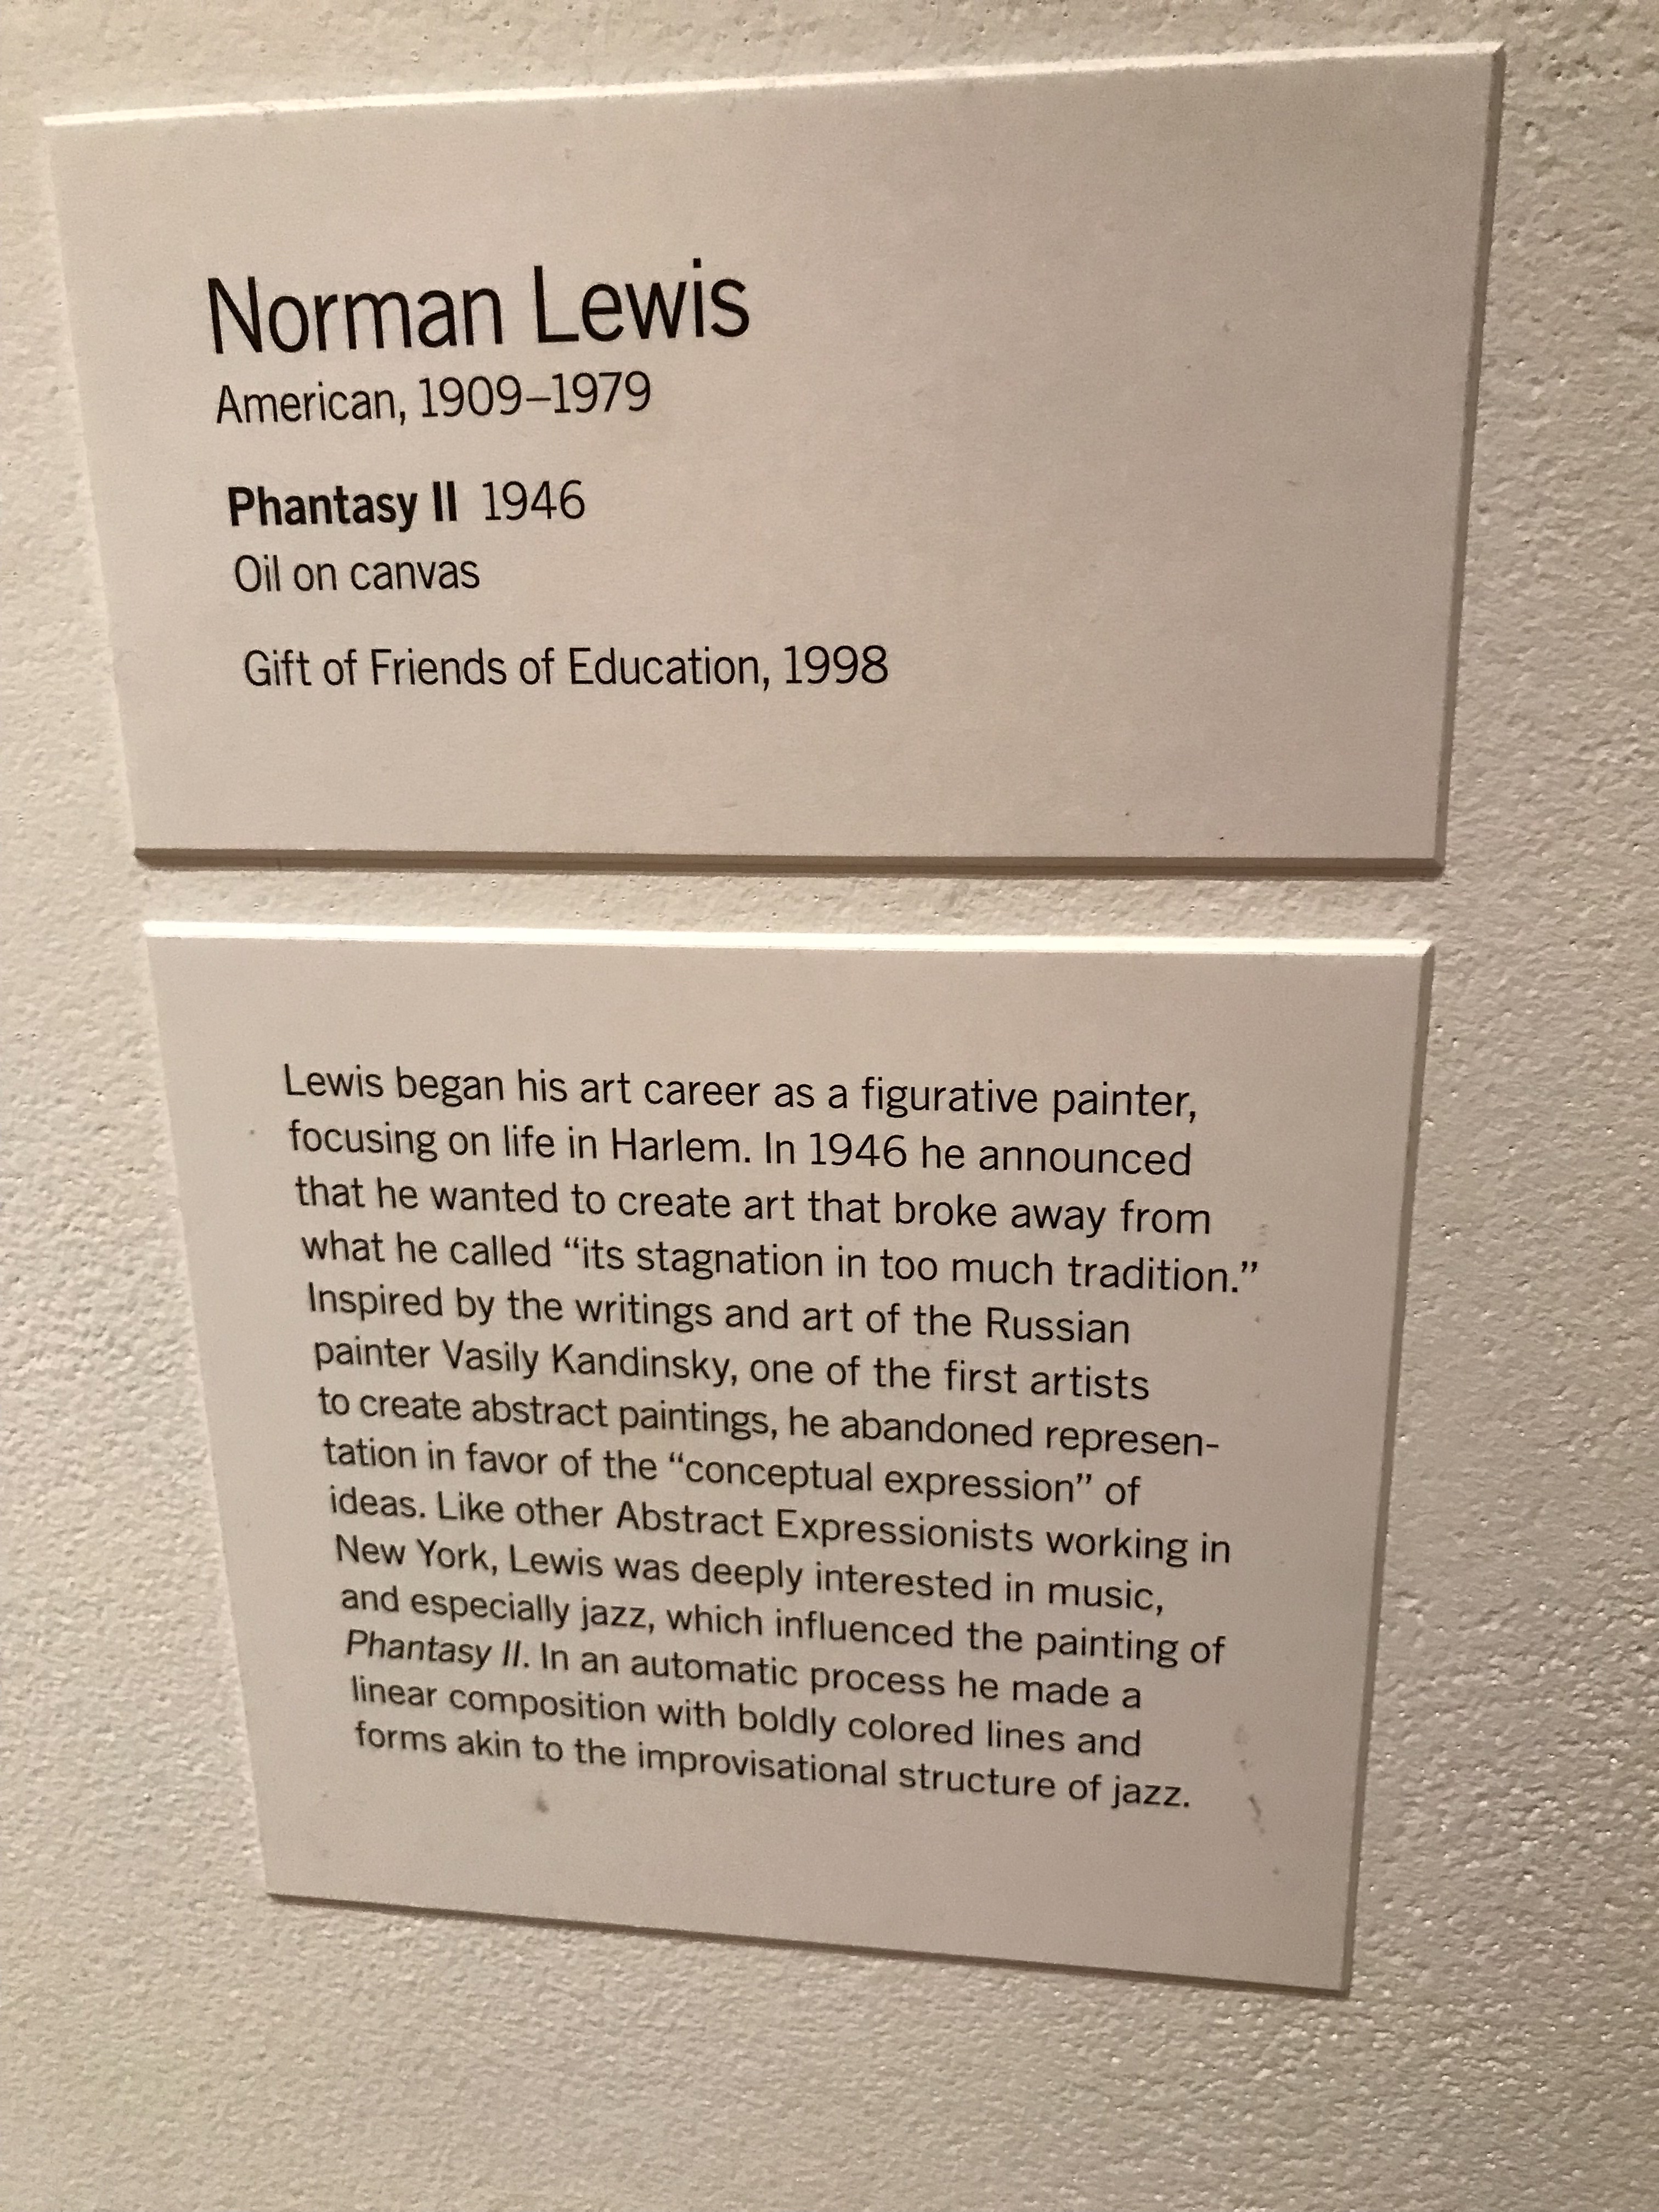 Norman Lewis
American, 1909–1979
Phantasy II 1946
Oil on canvas
Gift of Friends of Education, 1998
Lewis began his art career as a figurative painter,
focusing on life in Harlem. In 1946 he announced
that he wanted to create art that broke away from
what he called “its stagnation in too much tradition.”
Inspired by the writings and art of the Russian
painter Vasily Kandinsky, one of the first artists
to create abstract paintings, he abandoned represen-
tation in favor of the “conceptual expression” of
ideas. Like other Abstract Expressionists working in
New York, Lewis was deeply interested in music,
and especially jazz, which influenced the painting of
Phantasy II. In an automatic process he made a
linear composition with boldly colored lines and
forms akin to the improvisational structure of jazz.